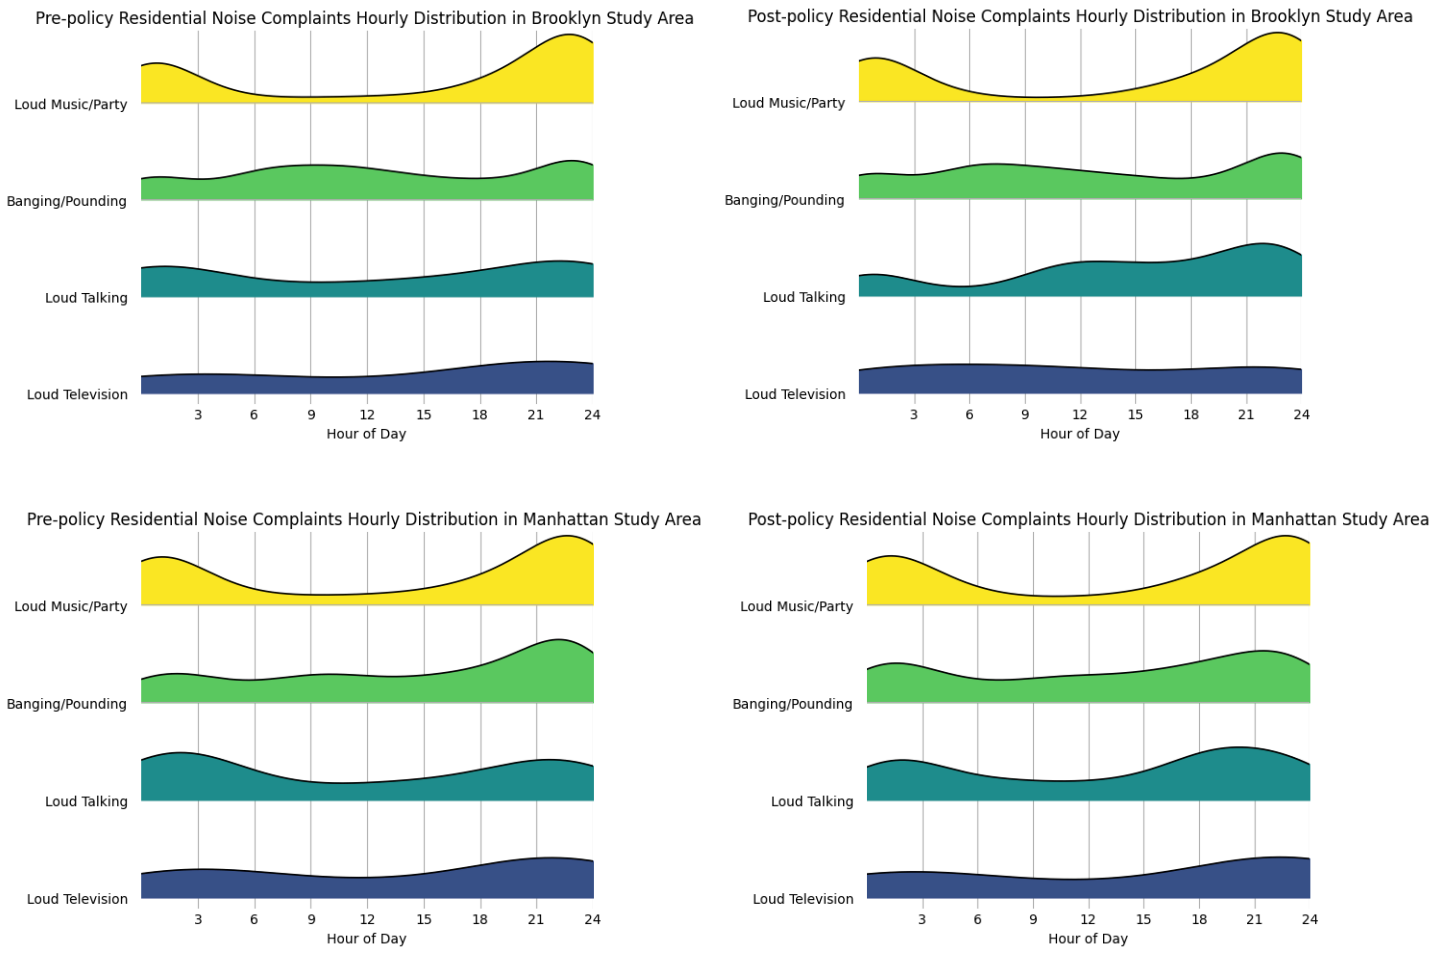 Pre-policy Residential Noise Complaints Hourly Distribution in Brooklyn Study Area
Loud Music/Party
Banging/Pounding
Loud Talking
Loud Television
3 6 9 12 15 18 21 24
Hour of Day
Post-policy Residential Noise Complaints Hourly Distribution in Brooklyn Study Area
Loud Music/Party
Banging/Pounding
Loud Talking
Loud Television
3 6 9 12 15 18 21 24
Hour of Day
Pre-policy Residential Noise Complaints Hourly Distribution in Manhattan Study Area
Loud Music/Party
Banging/Pounding
Loud Talking
Loud Television
3 6 9 12 15 18 21 24
Hour of Day
Post-policy Residential Noise Complaints Hourly Distribution in Manhattan Study Area
Loud Music/Party
Banging/Pounding
Loud Talking
Loud Television
3 6 9 12 15 18 21 24
Hour of Day